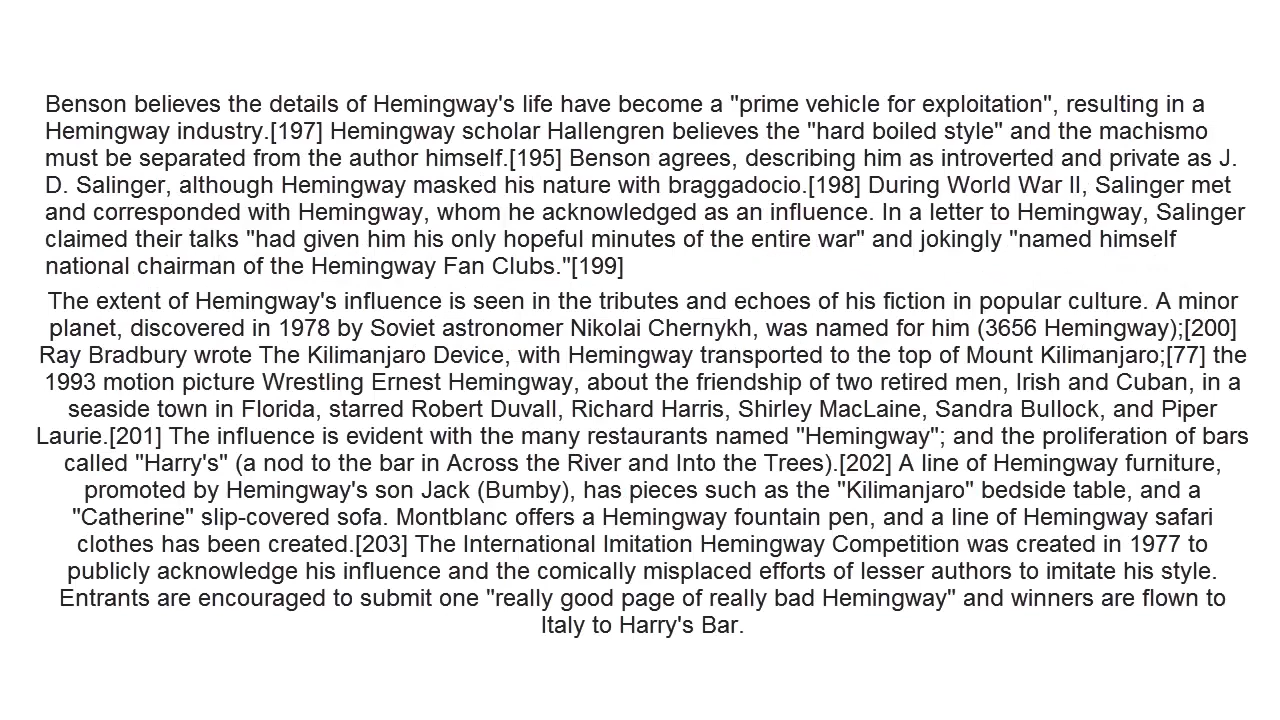 Benson believes the details of Hemingway's life have become a "prime vehicle for exploitation", resulting in a
Hemingway industry.[197] Hemingway scholar Hallengren believes the "hard boiled style" and the machismo
must be separated from the author himself.[195] Benson agrees, describing him as introverted and private as J.
D. Salinger, although Hemingway masked his nature with braggadocio.[198] During World War II, Salinger met
and corresponded with Hemingway, whom he acknowledged as an influence. In a letter to Hemingway, Salinger
claimed their talks "had given him his only hopeful minutes of the entire war" and jokingly "named himself
national chairman of the Hemingway Fan Clubs."[199]
The extent of Hemingway's influence is seen in the tributes and echoes of his fiction in popular culture. A minor
planet, discovered in 1978 by Soviet astronomer Nikolai Chernykh, was named for him (3656 Hemingway);[200]
Ray Bradbury wrote The Kilimanjaro Device, with Hemingway transported to the top of Mount Kilimanjaro;[77] the
1993 motion picture Wrestling Ernest Hemingway, about the friendship of two retired men, Irish and Cuban, in a
seaside town in Florida, starred Robert Duvall, Richard Harris, Shirley MacLaine, Sandra Bullock, and Piper
Laurie.[201] The influence is evident with the many restaurants named "Hemingway"; and the proliferation of bars
called "Harry's" (a nod to the bar in Across the River and Into the Trees).[202] A line of Hemingway furniture,
promoted by Hemingway's son Jack (Bumby), has pieces such as the "Kilimanjaro" bedside table, and a
"Catherine" slip-covered sofa. Montblanc offers a Hemingway fountain pen, and a line of Hemingway safari
clothes has been created.[203] The International Imitation Hemingway Competition was created in 1977 to
publicly acknowledge his influence and the comically misplaced efforts of lesser authors to imitate his style.
Entrants are encouraged to submit one "really good page of really bad Hemingway" and winners are flown to
Italy to Harry's Bar.